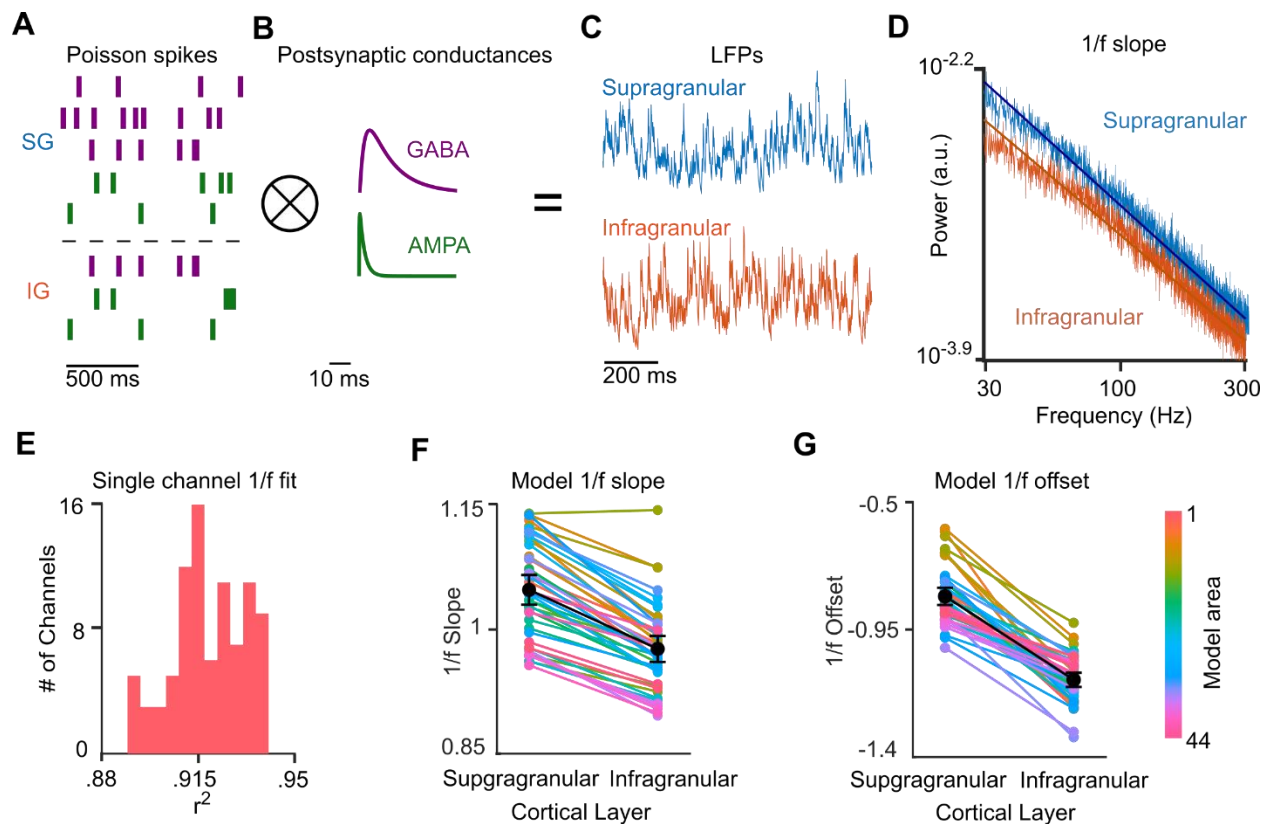 A
Poisson spikes
SG
IG
500 ms
B
Postsynaptic conductances
GABA
AMPA
10 ms
=
C
LFPs
Supragranular
Infragranular
200 ms
D
1/f slope
10-2.2
Supragranular
Power (a.u.)
Infragranular
10-3.9
30 100 300
Frequency (Hz)
E
Single channel 1/f fit
16
# of Channels
8
0
.88 .915 .95
r2
F
Model 1/f slope
1.15
1/f Slope
1
0.85
Supgragranular Infragranular
Cortical Layer
G
Model 1/f offset
-0.5
1/f Offset
-0.95
-1.4
Suppgragranular Infragranular
Cortical Layer
1
Model area
44